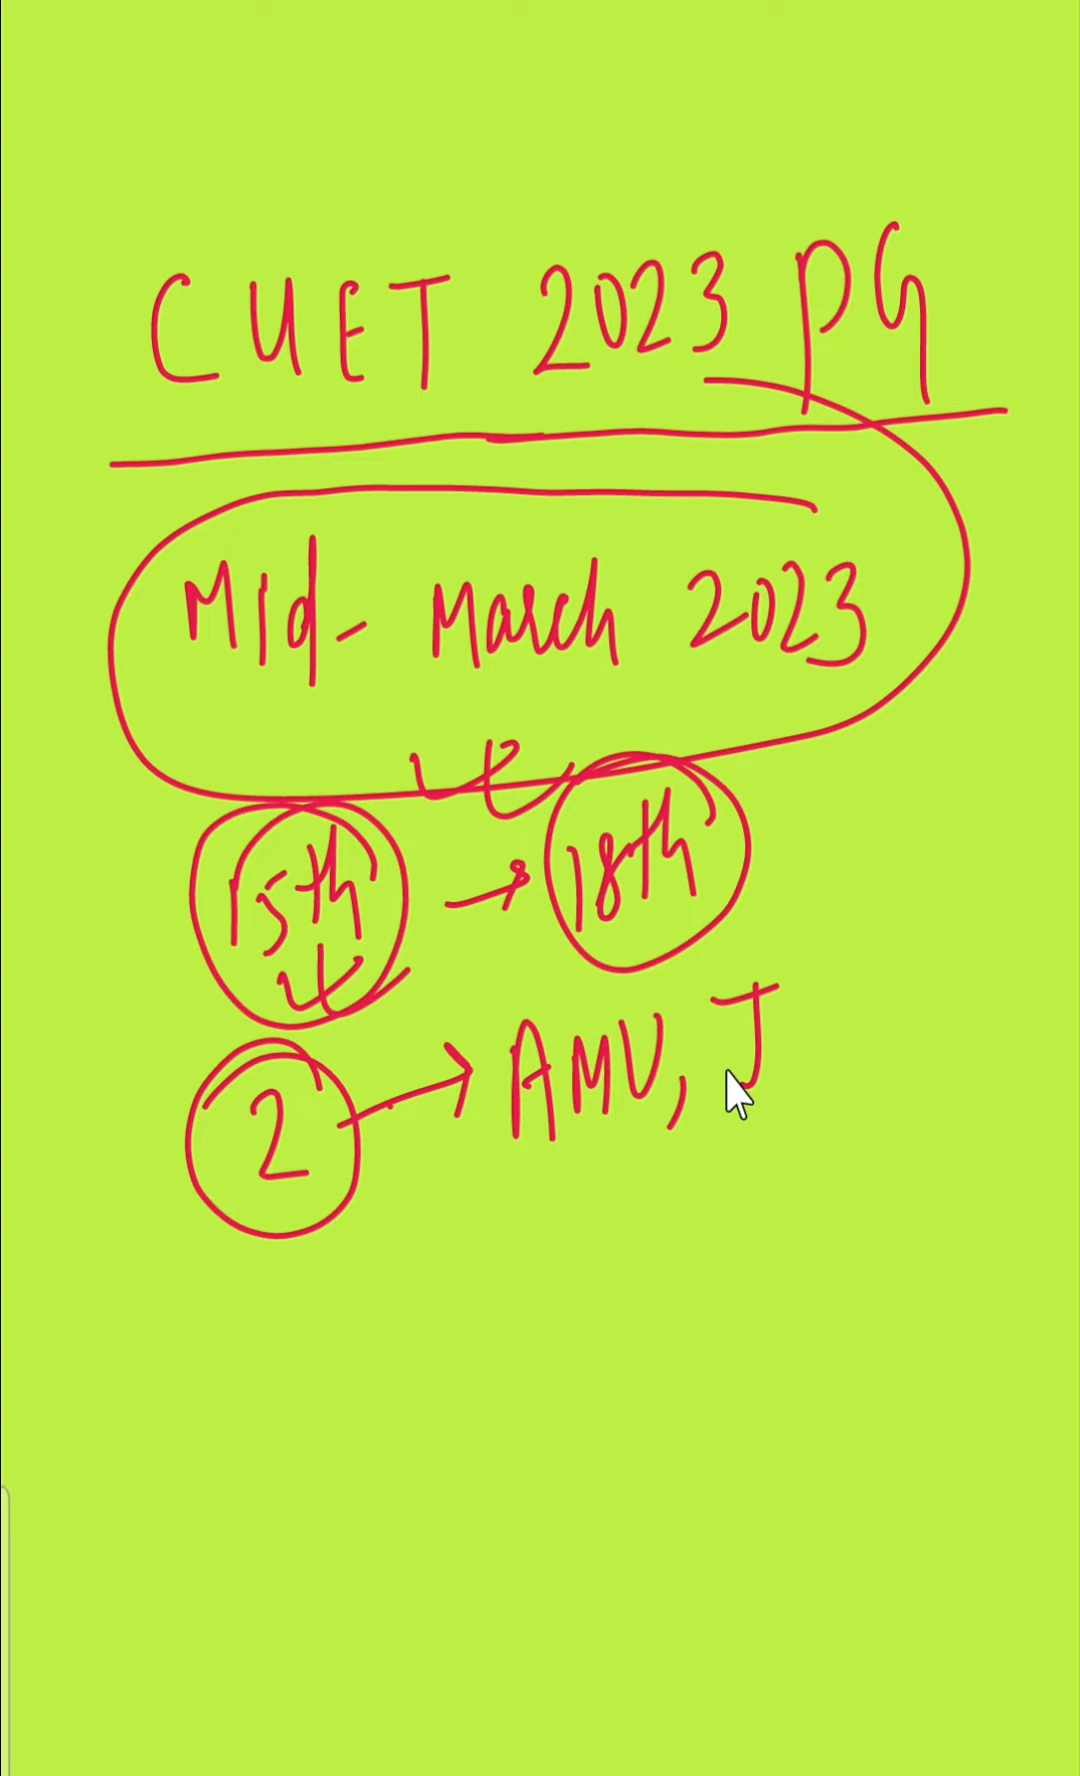 CUET 2023 PG
Mid- March 2023
15th → 18th
2 → AMU, J